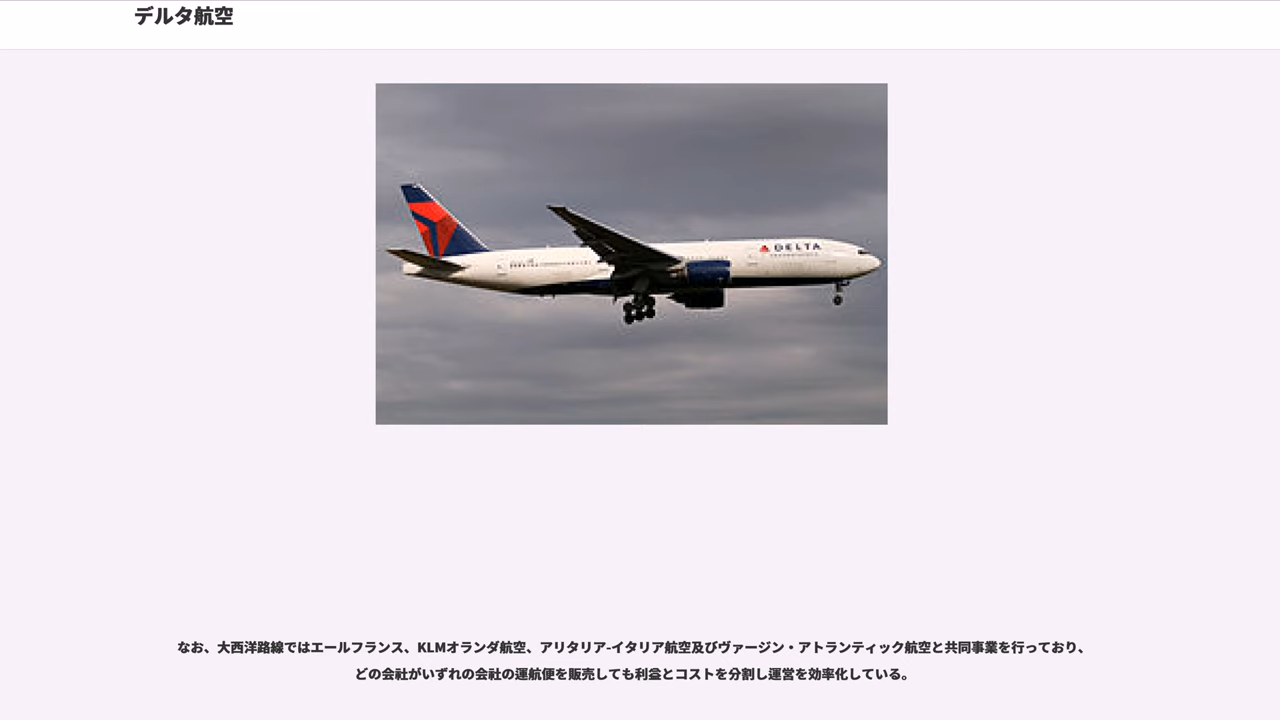 デルタ航空
DELTA
なお、大西洋路線ではエールフランス、KLMオランダ航空、アリタリア-イタリア航空及びヴァージン・アトランティック航空と共同事業を行っており、
どの会社がいずれの会社の運航便を販売しても利益とコストを分割し運営を効率化している。